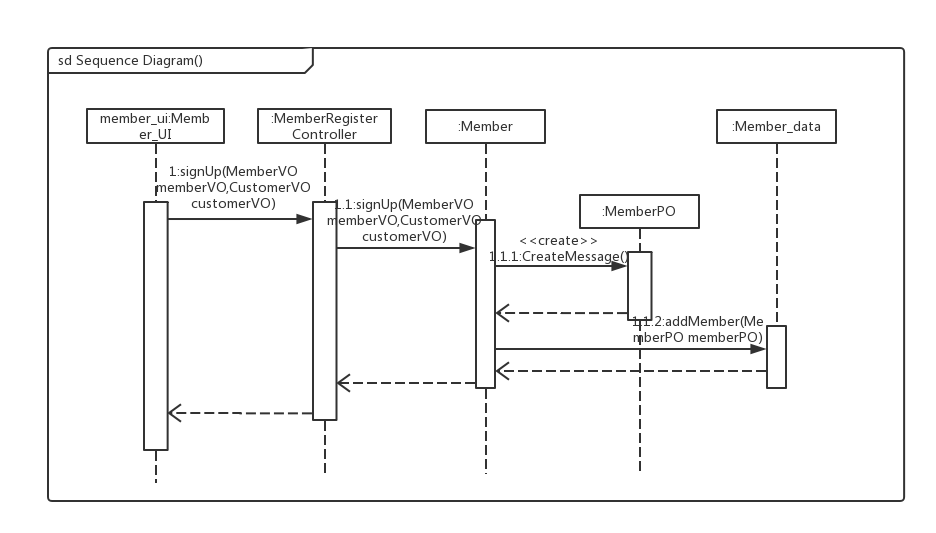 sd Sequence Diagram()
member_ui:Memb
er_UI
:MemberRegister
Controller
:Member
:Member_data
1:signUp(MemberVO
memberVO,CustomerVO
customerVO)
:MemberPO
1.1:signUp(MemberVO
memberVO,CustomerVO
customerVO)
<<create>>
1.1.1:CreateMessage()
1.1.2:addMember(Me
mberPO memberPO)